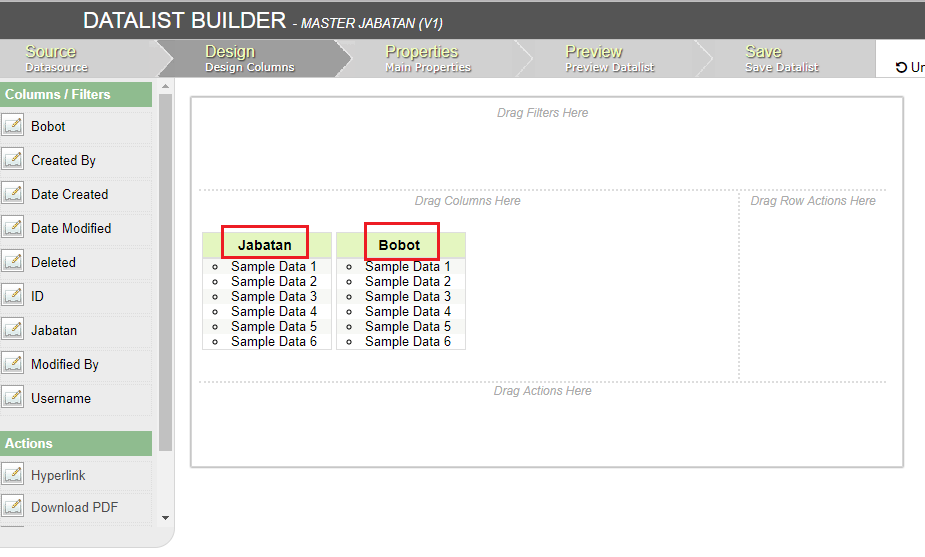 DATALIST BUILDER - MASTER JABATAN (V1)
Source
Datasource
Design
Design Columns
Properties
Main Properties
Preview
Preview Datalist
Save
Save Datalist
Un
Columns / Filters
Bobot
Created By
Date Created
Date Modified
Deleted
ID
Jabatan
Modified By
Username
Actions
Hyperlink
Download PDF
Drag Filters Here
Drag Columns Here
Drag Row Actions Here
Jabatan
Sample Data 1
Sample Data 2
Sample Data 3
Sample Data 4
Sample Data 5
Sample Data 6
Bobot
Sample Data 1
Sample Data 2
Sample Data 3
Sample Data 4
Sample Data 5
Sample Data 6
Drag Actions Here